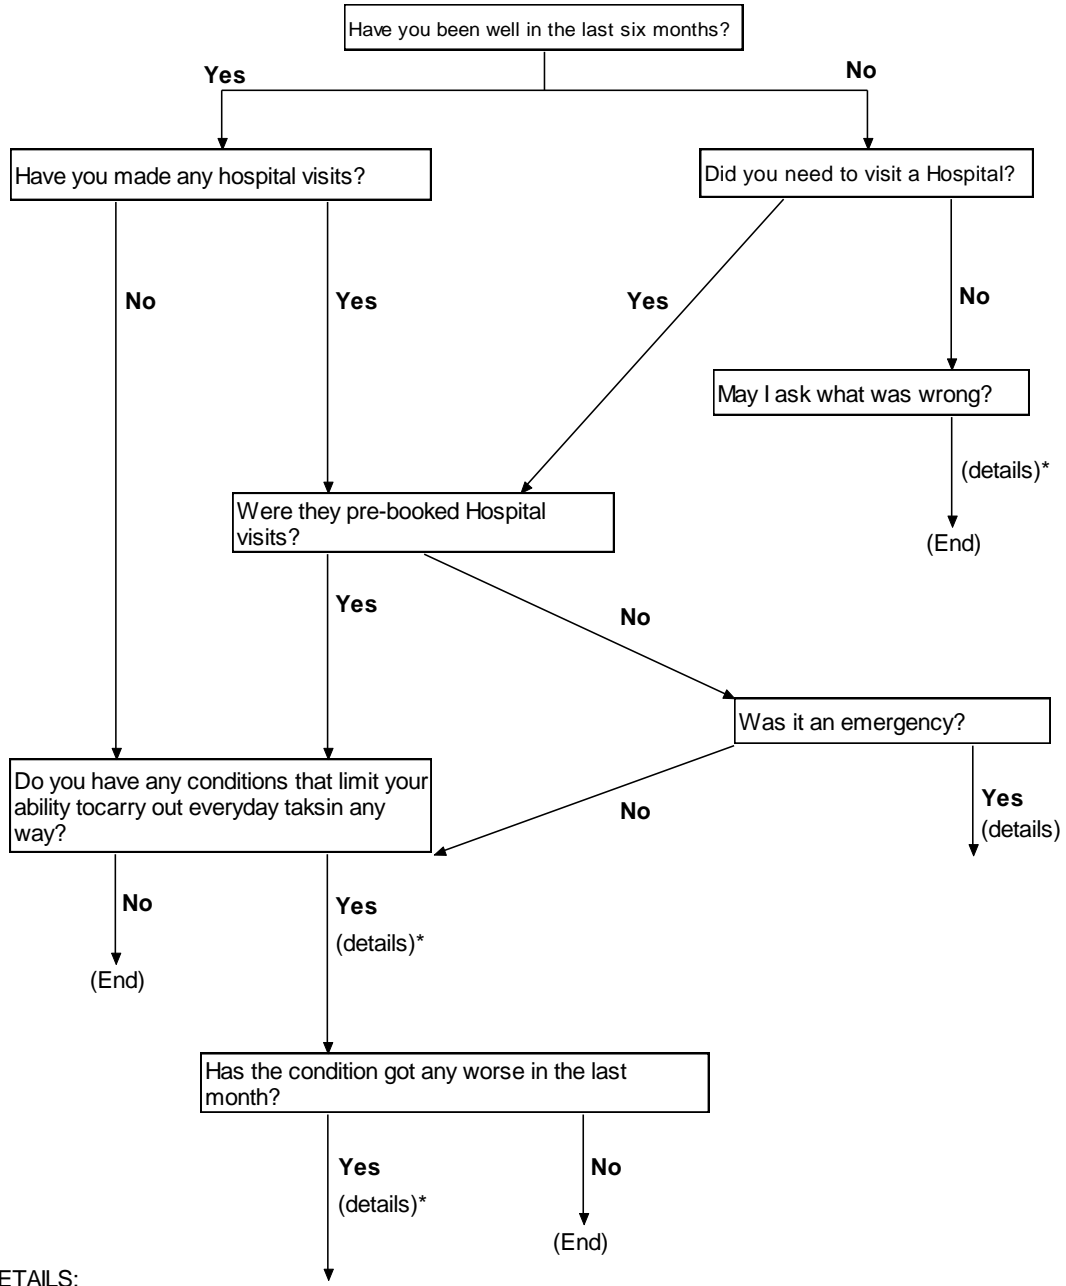 Have you been well in the last six months?
Yes
No
Have you made any hospital visits?
Did you need to visit a Hospital?
No
Yes
Yes
No
May I ask what was wrong?
(details)*
(End)
Were they pre-booked Hospital
visits?
Yes
No
Was it an emergency?
Do you have any conditions that limit your
ability tocarry out everyday taksin any
way?
No
Yes
(details)
No
Yes
(details)*
(End)
Has the condition got any worse in the last
month?
Yes
(details)*
No
(End)
ETAILS: